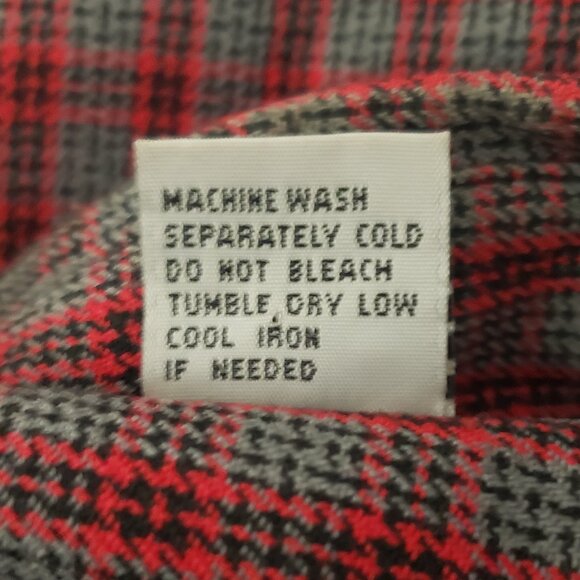 MACHINE WASH
SEPARATELY COLD
DO NOT BLEACH
TUMBLE DRY LOW
COOL IRON
IF NEEDED